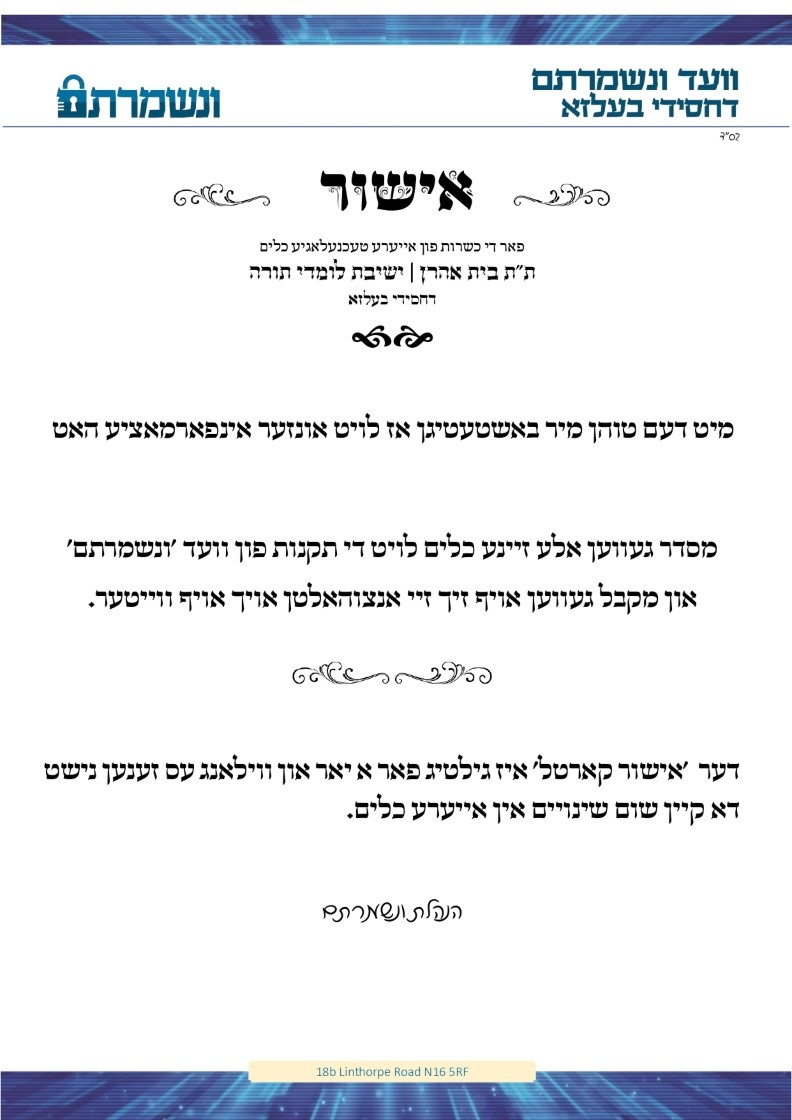 וועד ונשמרתם
דחסידי בעלזא
ונשמרתם
בס"ד
אישור
פאר די כשרות פון אייערע טעכנעלאגיע כלים
ת"ת בית אהרן | ישיבת לומדי תורה
דחסידי בעלזא
מיט דעם טוהן מיר באשטעטיגן אז לויט אונזער אינפארמאציע האט
מסדר געווען אלע זיינע כלים לויט די תקנות פון וועד 'ונשמרתם'
און מקבל געווען אויף זיך זיי אנצוהאלטן אויך אויף ווייטער.
דער 'אישור קארטל' איז גילטיג פאר א יאר און ווילאנג עס זענען נישט
דא קיין שום שינויים אין אייערע כלים.
הנהלת ונשמרתם
18b Linthorpe Road N16 5RF